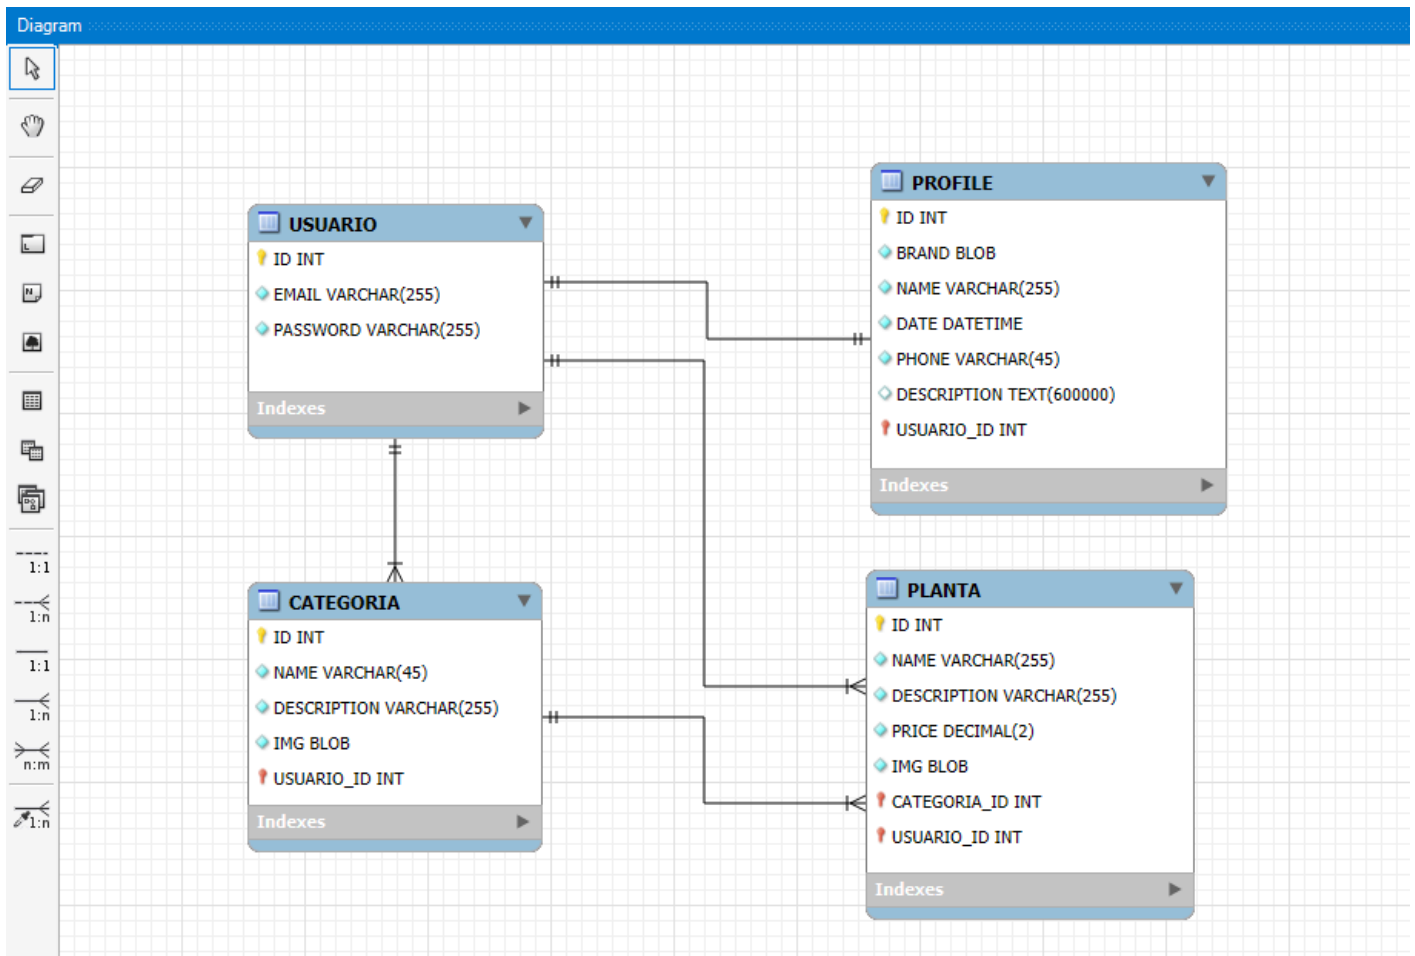 Diagram
USUARIO
ID INT
EMAIL VARCHAR(255)
PASSWORD VARCHAR(255)
Indexes
PROFILE
ID INT
BRAND BLOB
NAME VARCHAR(255)
DATE DATETIME
PHONE VARCHAR(45)
DESCRIPTION TEXT(600000)
USUARIO_ID INT
Indexes
CATEGORIA
ID INT
NAME VARCHAR(45)
DESCRIPTION VARCHAR(255)
IMG BLOB
USUARIO_ID INT
Indexes
PLANTA
ID INT
NAME VARCHAR(255)
DESCRIPTION VARCHAR(255)
PRICE DECIMAL(2)
IMG BLOB
CATEGORIA_ID INT
USUARIO_ID INT
Indexes
L
N
1:1
1:n
1:1
1:n
n:m
1:n